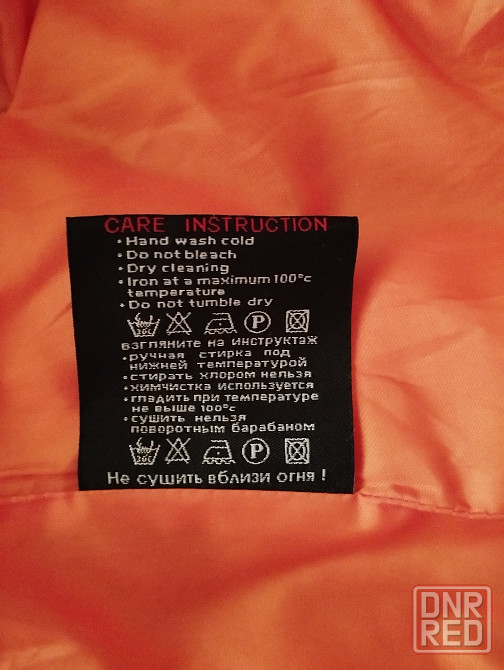 CARE INSTRUCTION
• Hand wash cold
• Do not bleach
• Dry cleaning
• Iron at a maximum 100°c
temperature
• Do not tumble dry
P
взгляните на инструктаж
• ручная стирка под
нижней температурой
• стирать хлором нельзя
• химчистка используется
• гладить при температуре
не выше 100°c
• сушить нельзя
поворотным барабаном
P
Не сушить вблизи огня !
DNR
RED